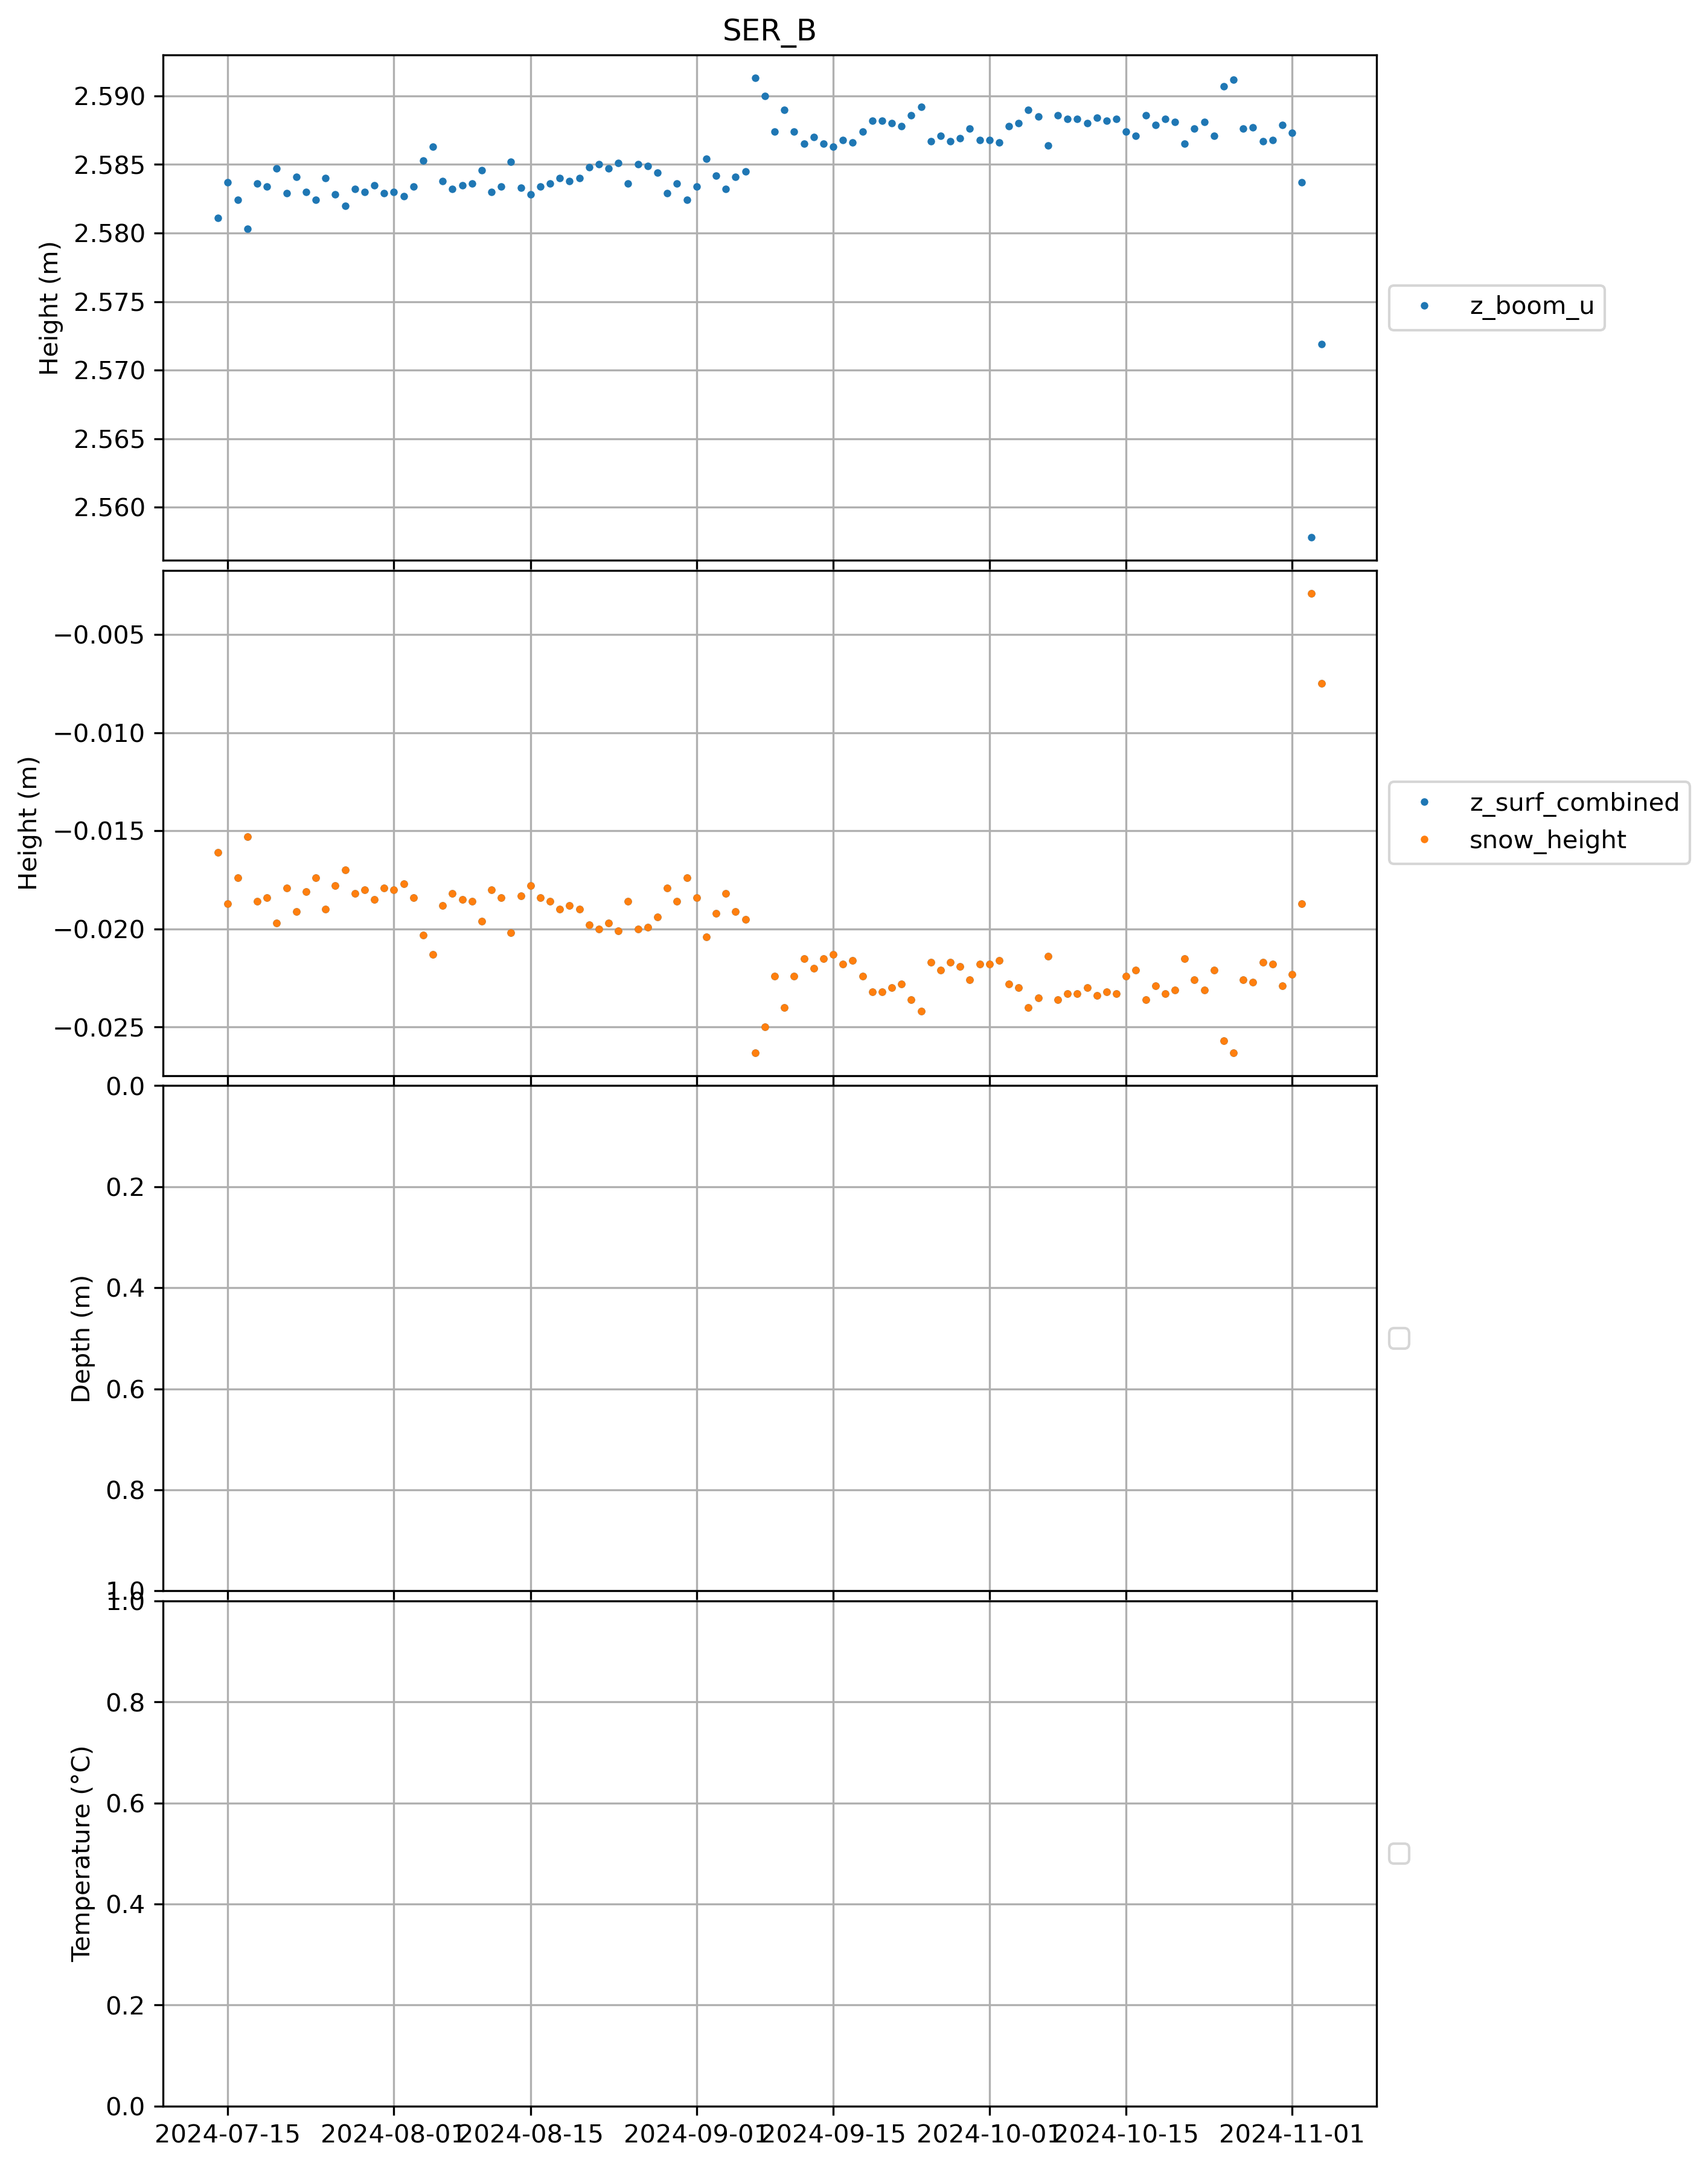 SER_B
2.590
2.585
2.580
2.575
2.570
2.565
2.560
Height (m)
z_boom_u
−0.005
−0.010
−0.015
−0.020
−0.025
Height (m)
z_surf_combined
snow_height
0.0
0.2
0.4
0.6
0.8
1.0
Depth (m)
1.0
0.8
0.6
0.4
0.2
0.0
Temperature (°C)
2024-07-15 2024-08-01 2024-08-15 2024-09-01 2024-09-15 2024-10-01 2024-10-15 2024-11-01